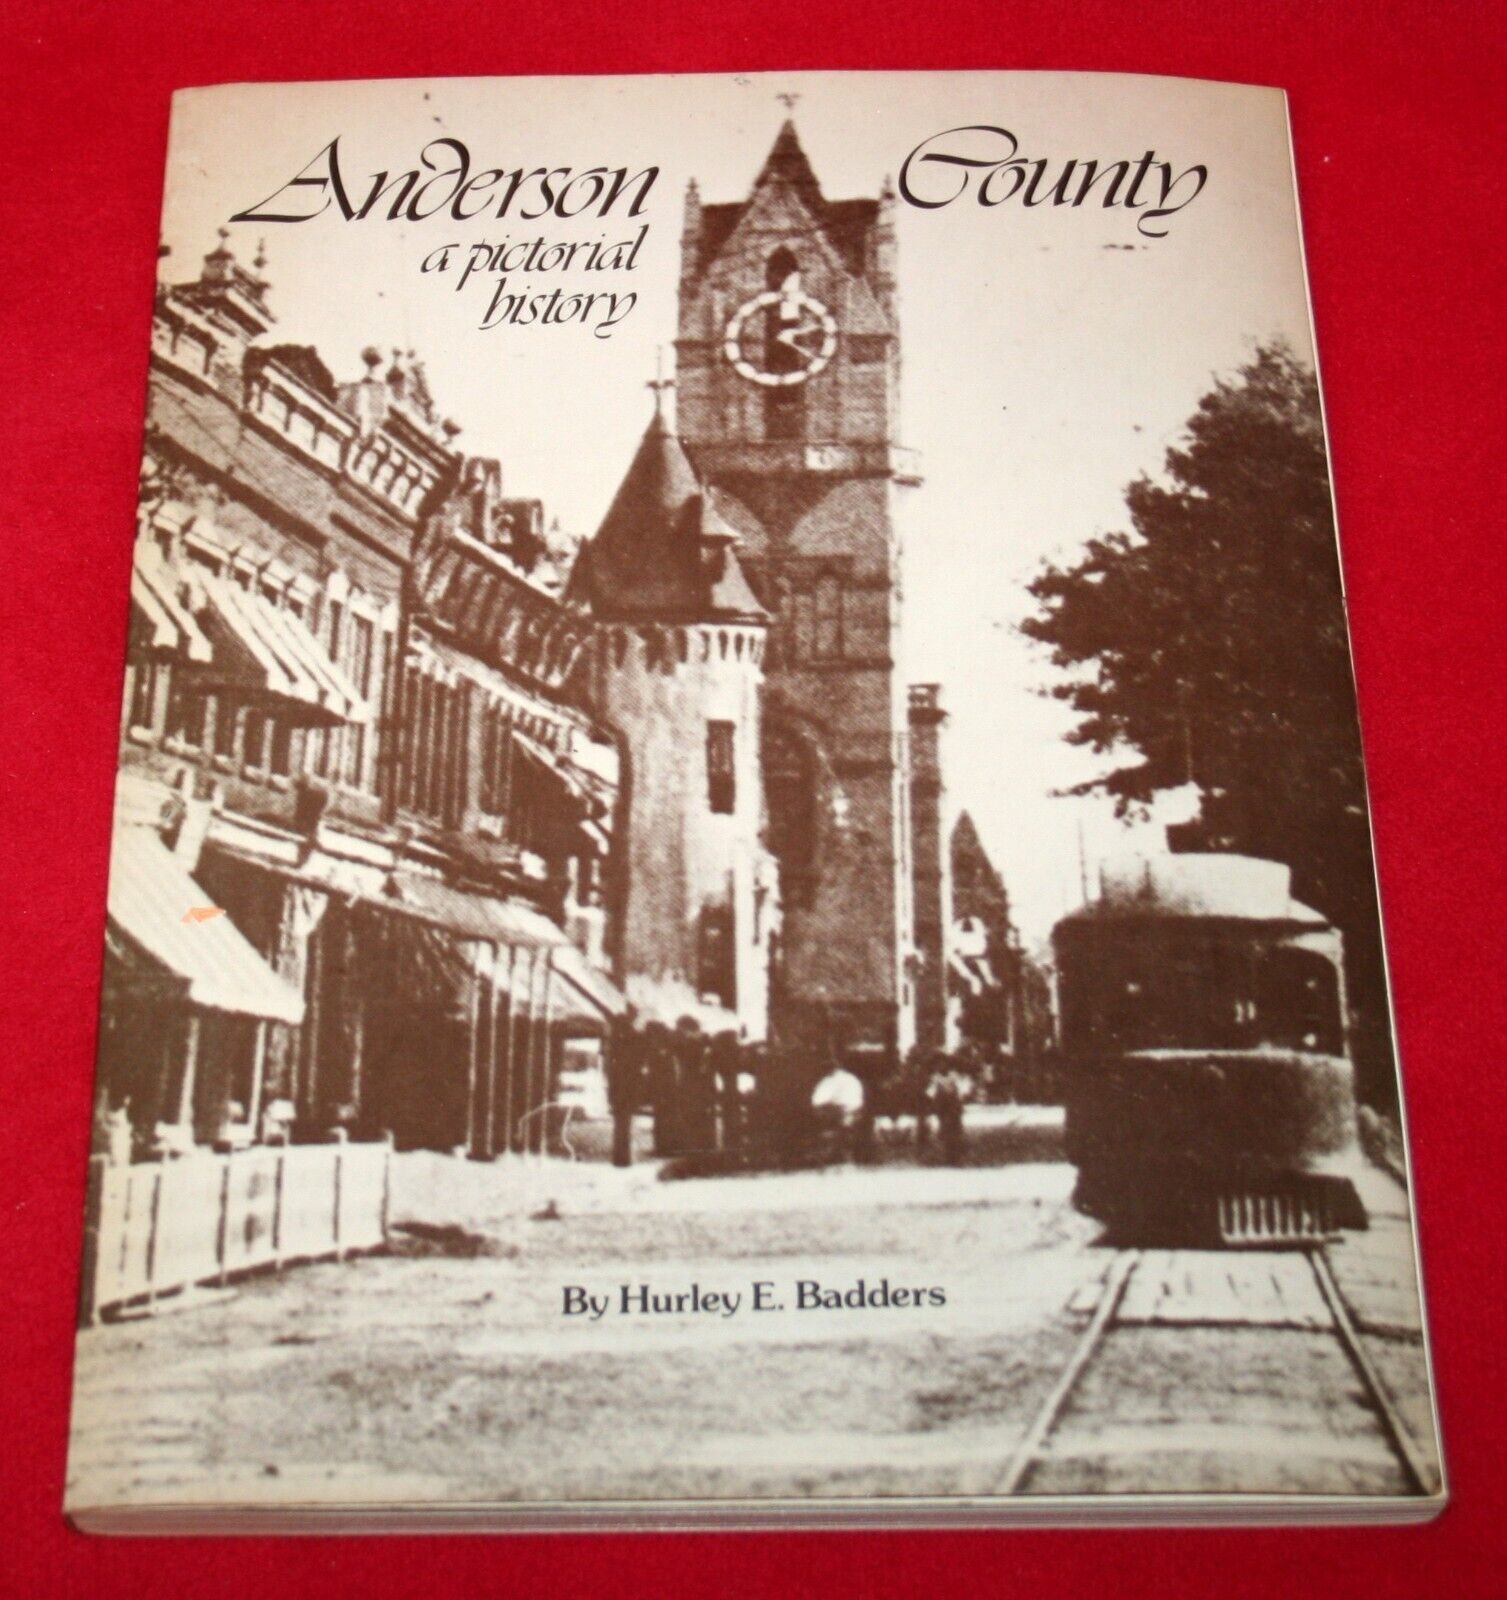 Anderson County
a pictorial
history
By Hurley E. Badders